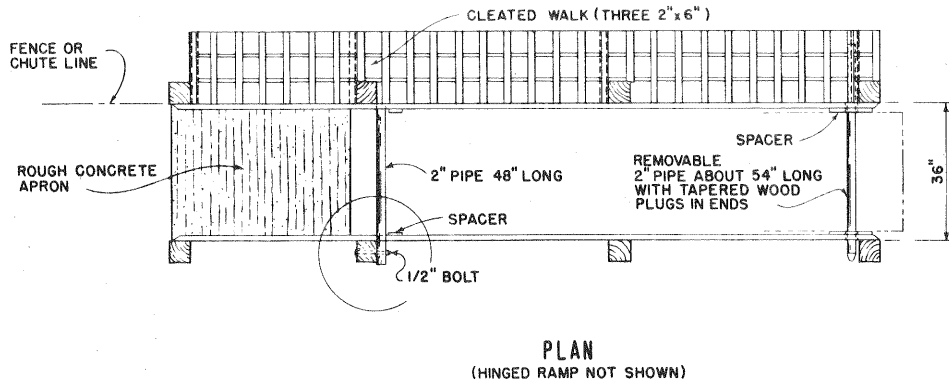 CLEATED WALK (THREE 2"x6")
FENCE OR
CHUTE LINE
ROUGH CONCRETE
APRON
2" PIPE 48" LONG
SPACER
1/2" BOLT
SPACER
REMOVABLE
2" PIPE ABOUT 54" LONG
WITH TAPERED WOOD
PLUGS IN ENDS
36"
PLAN
(HINGED RAMP NOT SHOWN)